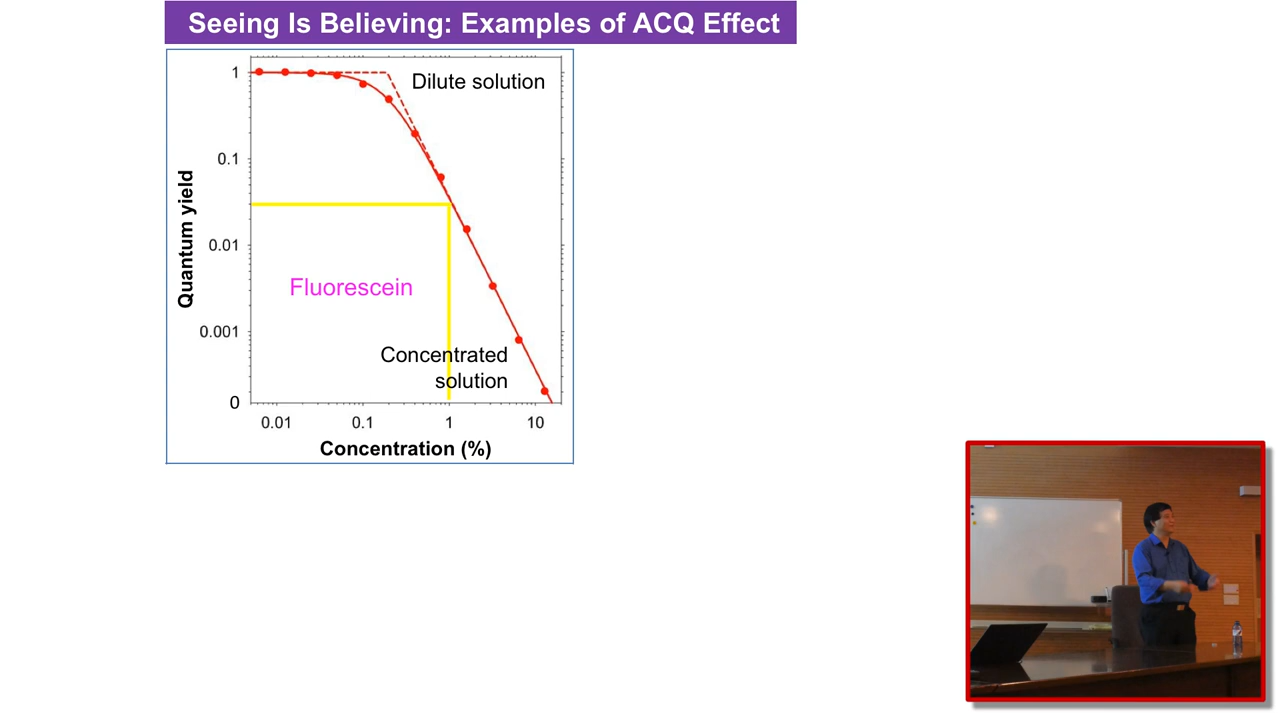 Seeing Is Believing: Examples of ACQ Effect
1
Dilute solution
0.1
Quantum yield
0.01
Fluorescein
0.001
Concentrated
solution
0
0.01 0.1 1 10
Concentration (%)